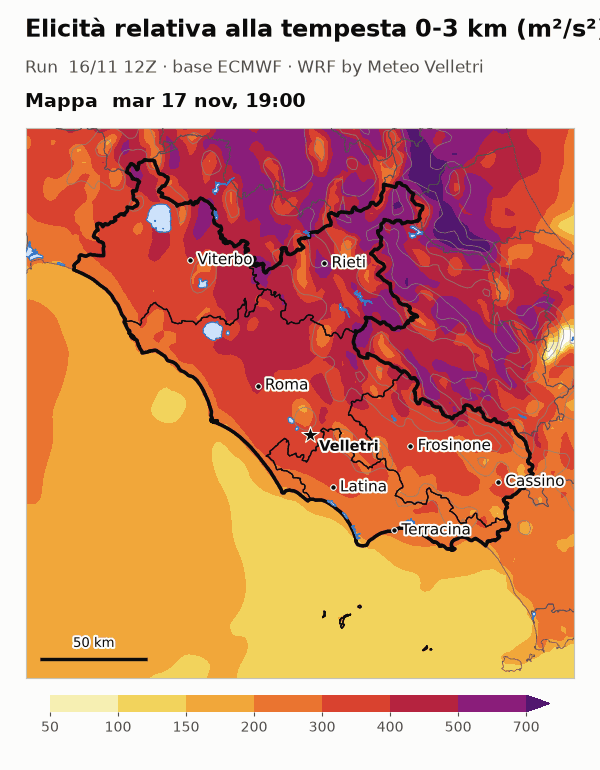 Elicità relativa alla tempesta 0-3 km (m²/s²)
Run 16/11 12Z · base ECMWF · WRF by Meteo Velletri
Mappa mar 17 nov, 19:00
Viterbo
Rieti
Roma
Velletri
Frosinone
Latina
Cassino
Terracina
50 km
50 100 150 200 300 400 500 700